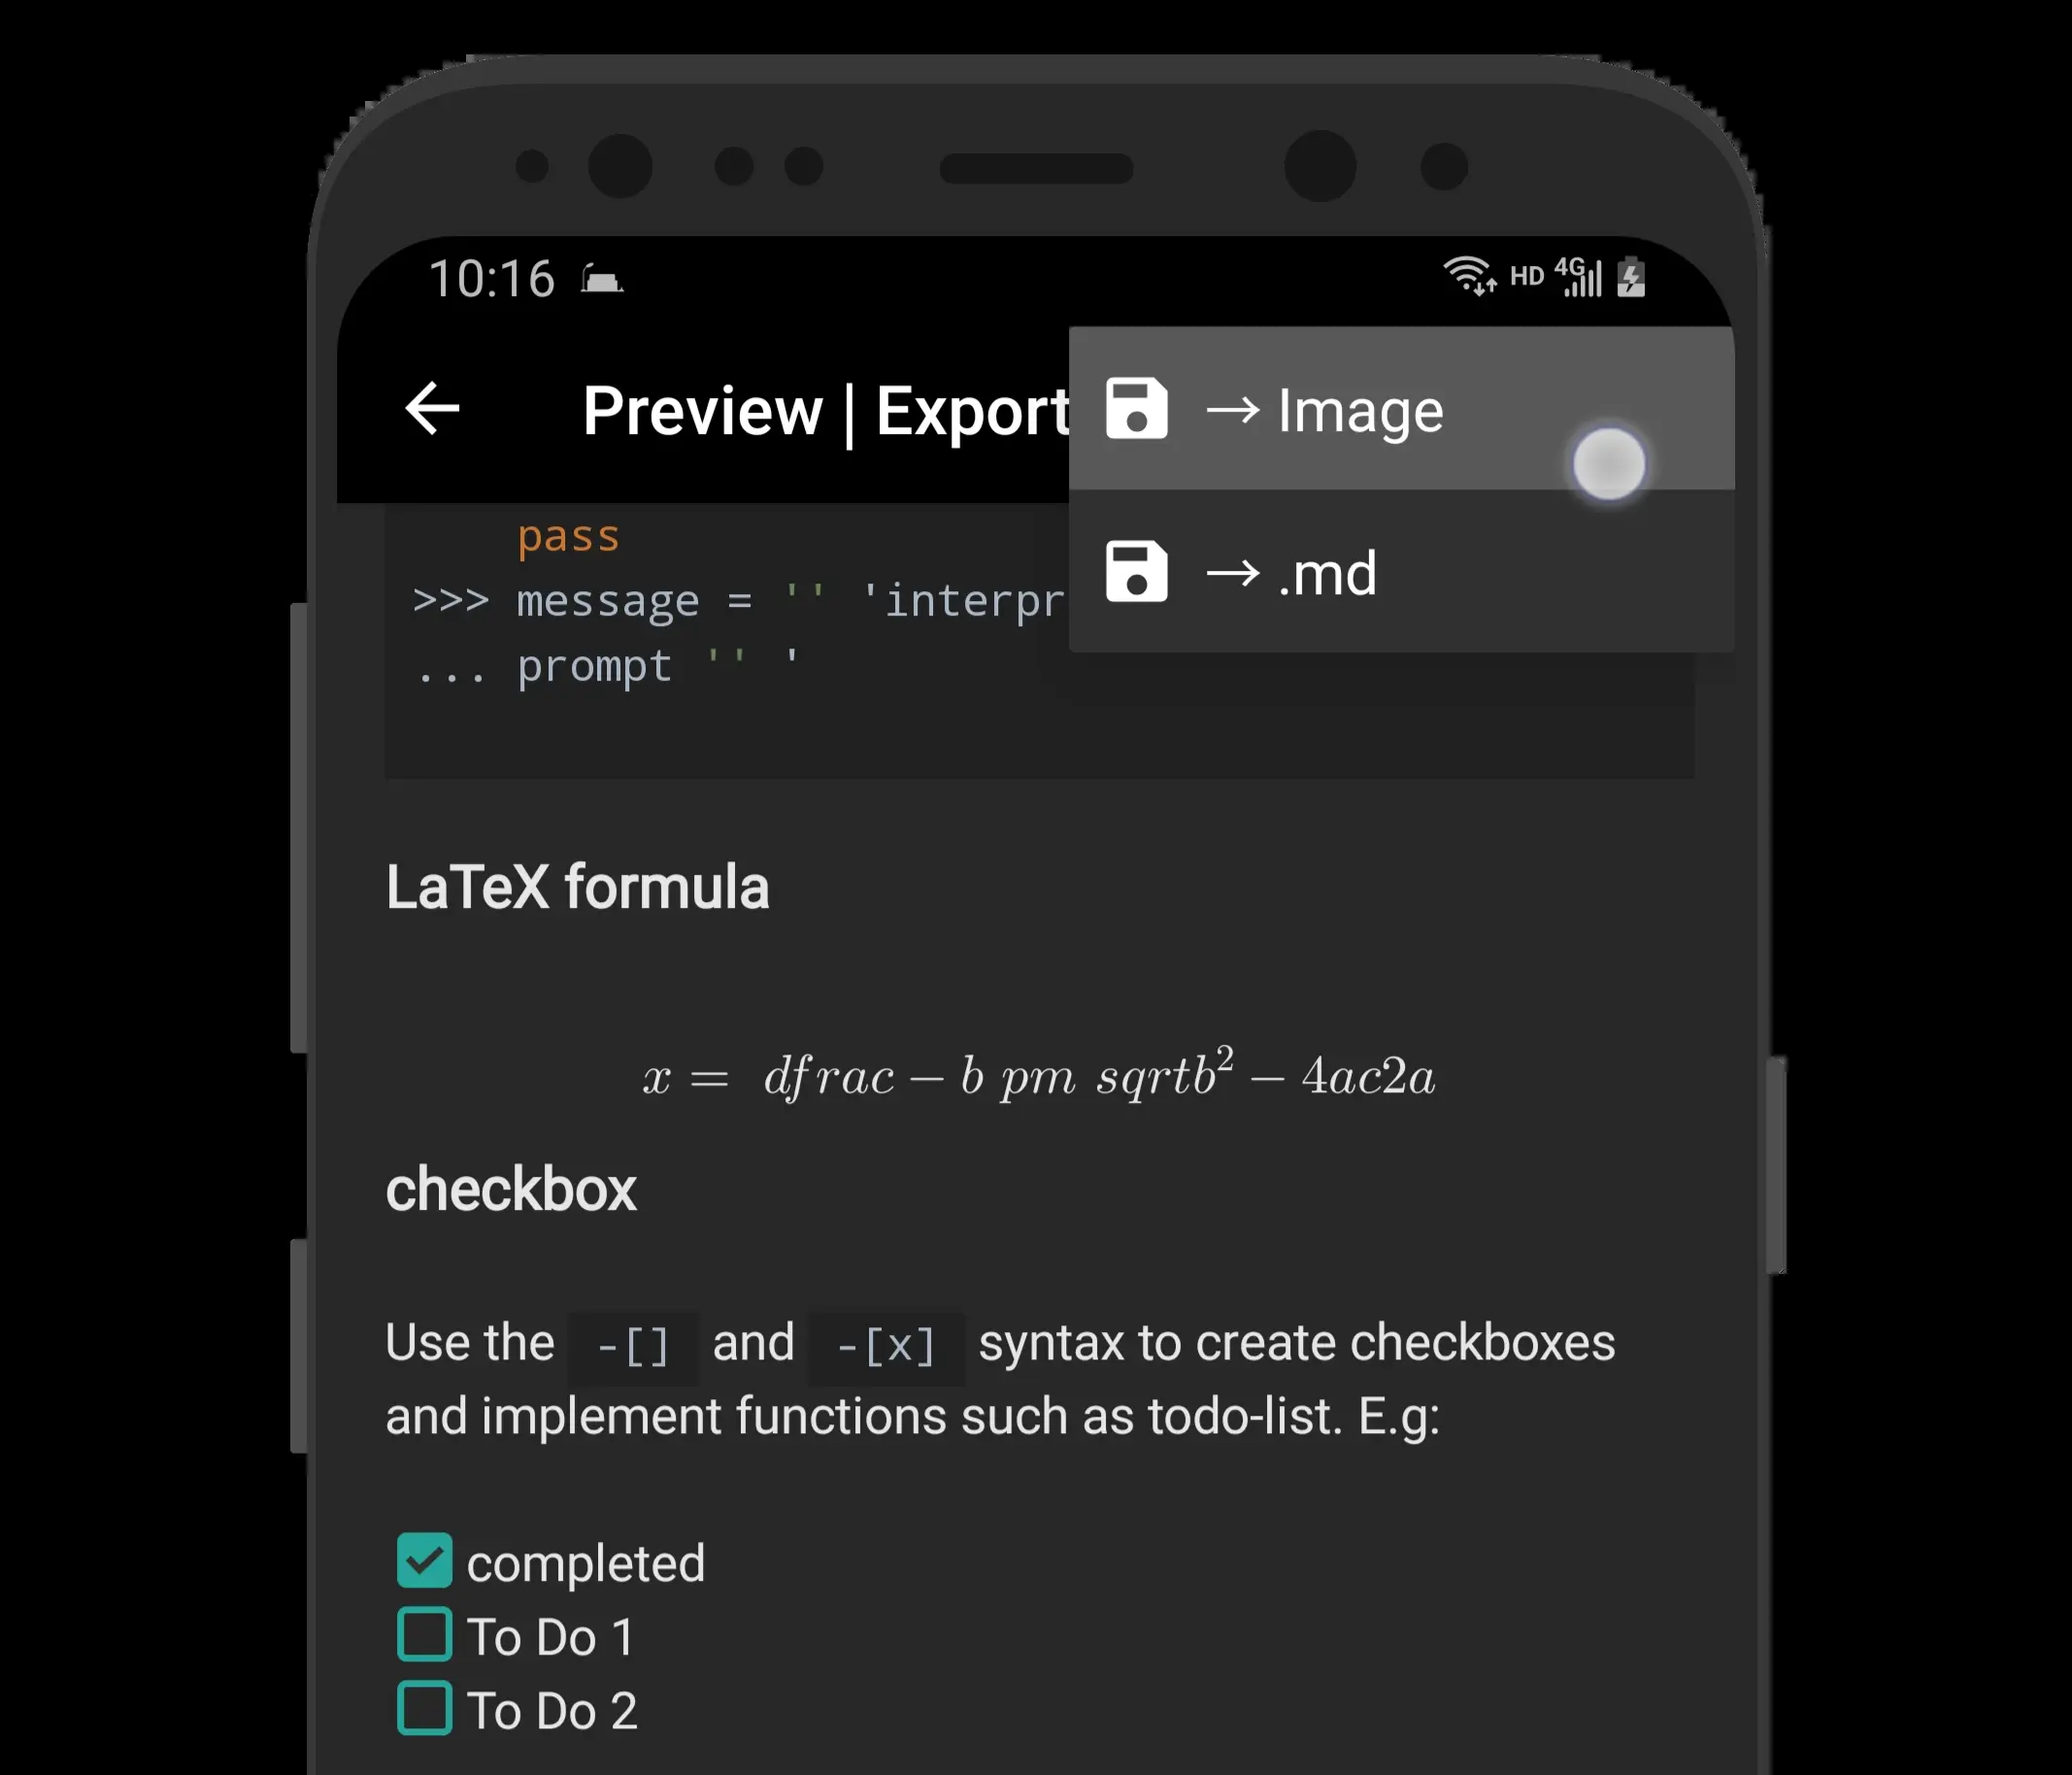 10:16 HD 4G
Preview | Export
→ Image
→ .md
pass
>>> message = '' 'interpr
... prompt '' '
LaTeX formula
x = dfrac − b pm sqrtb² − 4ac2a
checkbox
Use the -[] and -[x] syntax to create checkboxes
and implement functions such as todo-list. E.g:
completed
To Do 1
To Do 2